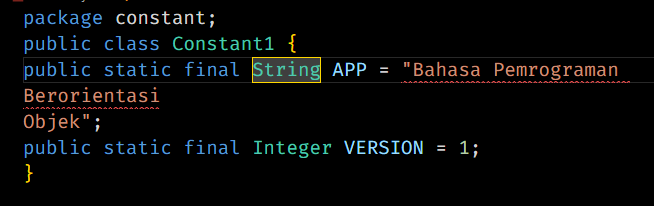 package constant;
public class Constant1 {
public static final String APP = "Bahasa Pemrograman
Berorientasi
Objek";
public static final Integer VERSION = 1;
}